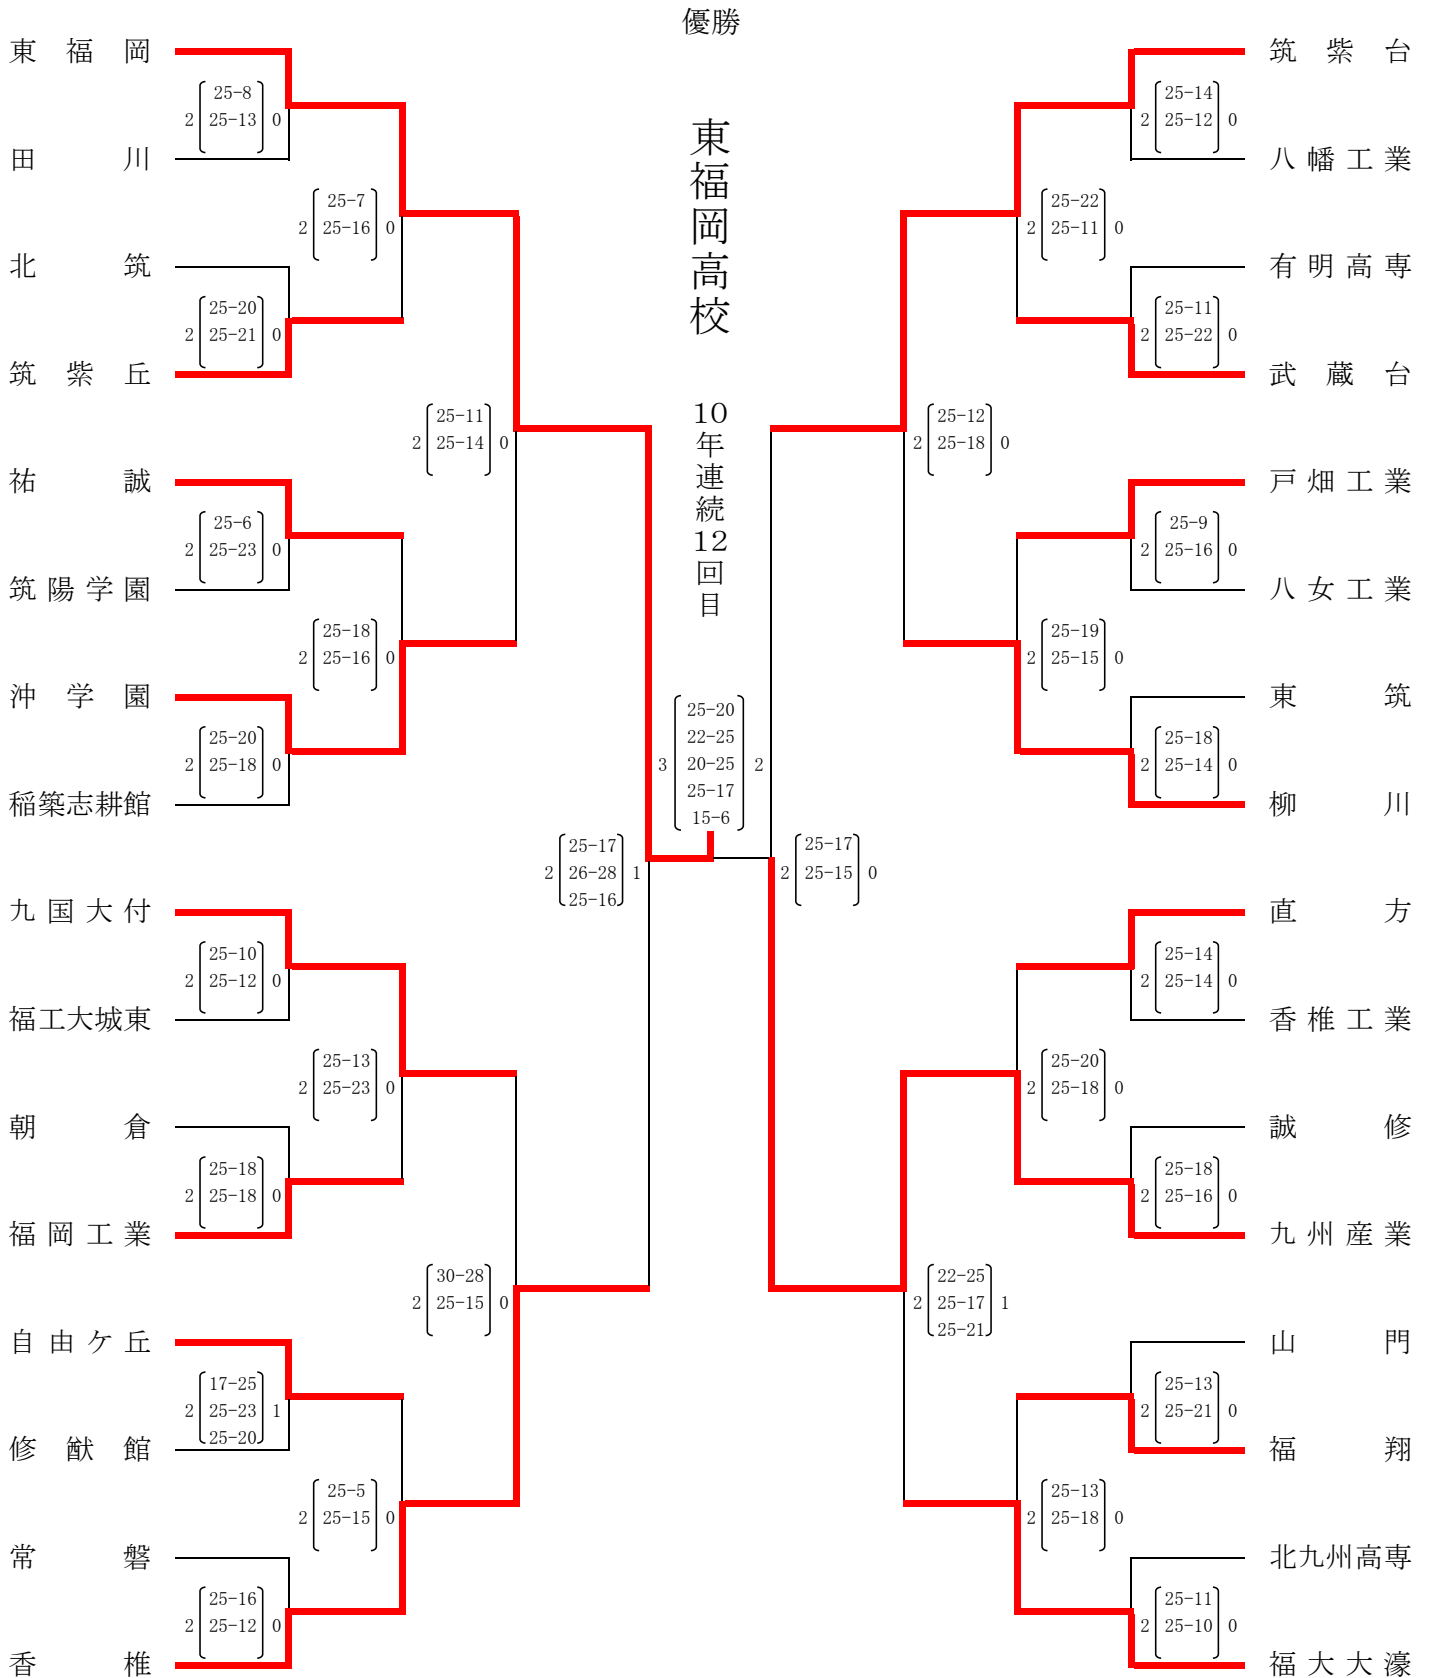 優勝
東福岡高校
10年連続12回目
東福岡
25-8
2 25-13 0
田川
25-7
2 25-16 0
北筑
25-20
2 25-21 0
筑紫丘
25-11
2 25-14 0
祐誠
25-6
2 25-23 0
筑陽学園
25-18
2 25-16 0
沖学園
25-20
2 25-18 0
稲築志耕館
25-17
2 26-28 1
25-16
九国大付
25-10
2 25-12 0
福工大城東
25-13
2 25-23 0
朝倉
25-18
2 25-18 0
福岡工業
30-28
2 25-15 0
自由ケ丘
17-25
2 25-23 1
25-20
修猷館
25-5
2 25-15 0
常磐
25-16
2 25-12 0
香椎
25-20
22-25
3 20-25 2
25-17
15-6
筑紫台
25-14
2 25-12 0
八幡工業
25-22
2 25-11 0
有明高専
25-11
2 25-22 0
武蔵台
25-12
2 25-18 0
戸畑工業
25-9
2 25-16 0
八女工業
25-19
2 25-15 0
東筑
25-18
2 25-14 0
柳川
25-17
2 25-15 0
直方
25-14
2 25-14 0
香椎工業
25-20
2 25-18 0
誠修
25-18
2 25-16 0
九州産業
22-25
2 25-17 1
25-21
山門
25-13
2 25-21 0
福翔
25-13
2 25-18 0
北九州高専
25-11
2 25-10 0
福大大濠